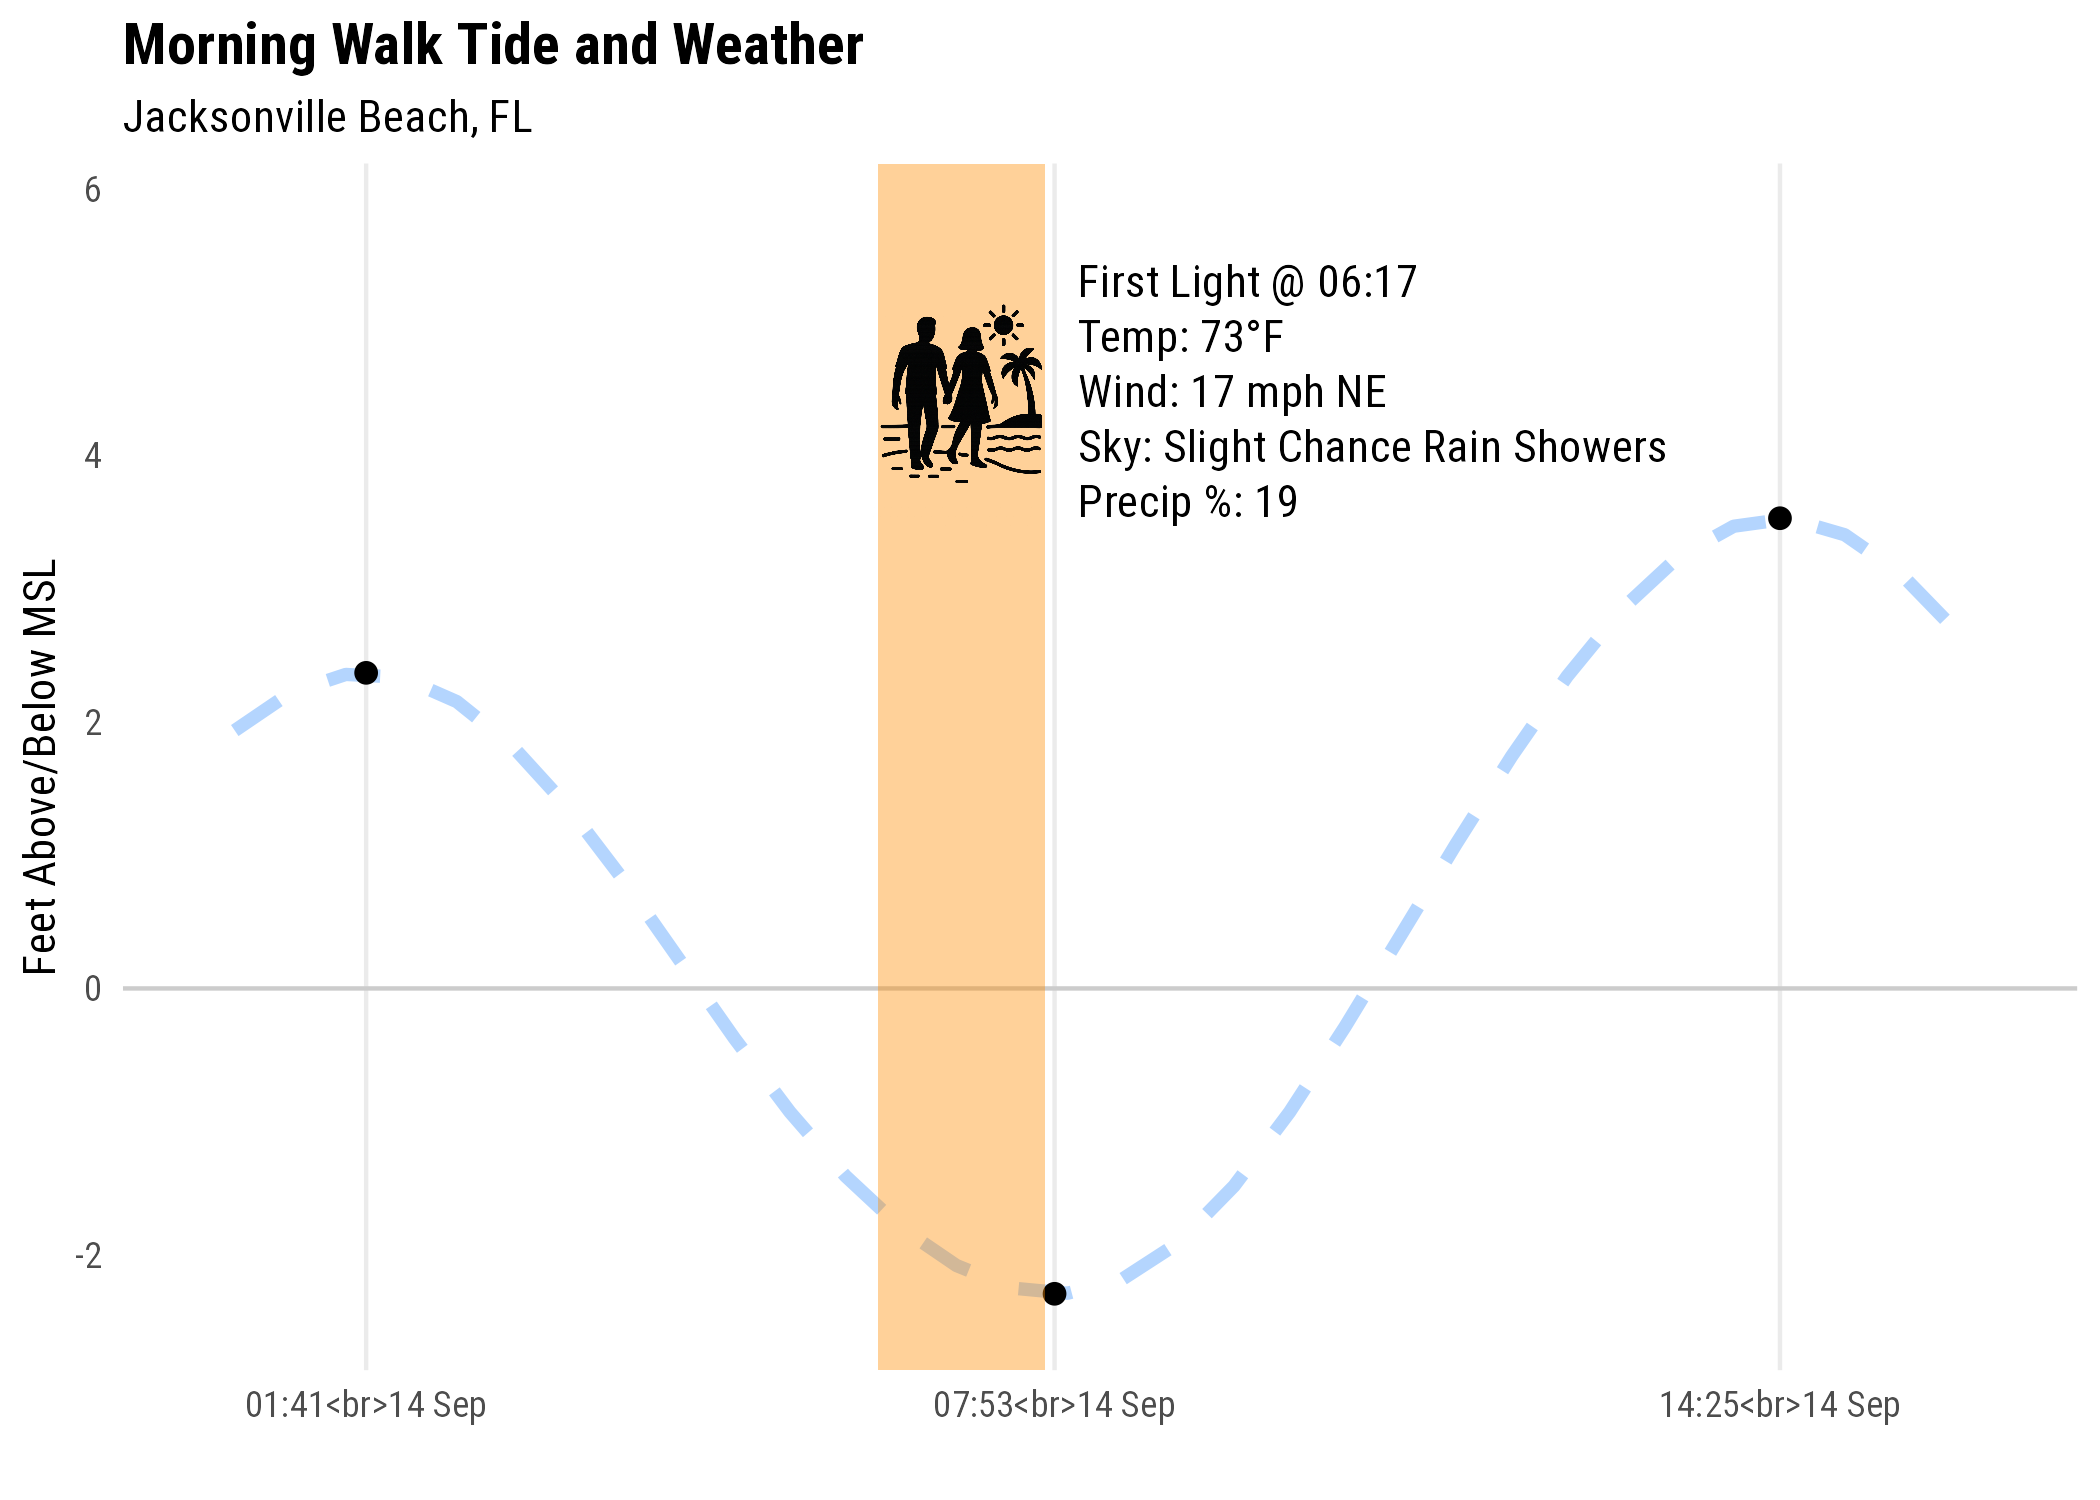 Morning Walk Tide and Weather
Jacksonville Beach, FL
Feet Above/Below MSL
6
4
2
0
-2
First Light @ 06:17
Temp: 73°F
Wind: 17 mph NE
Sky: Slight Chance Rain Showers
Precip %: 19
01:41<br>14 Sep
07:53<br>14 Sep
14:25<br>14 Sep